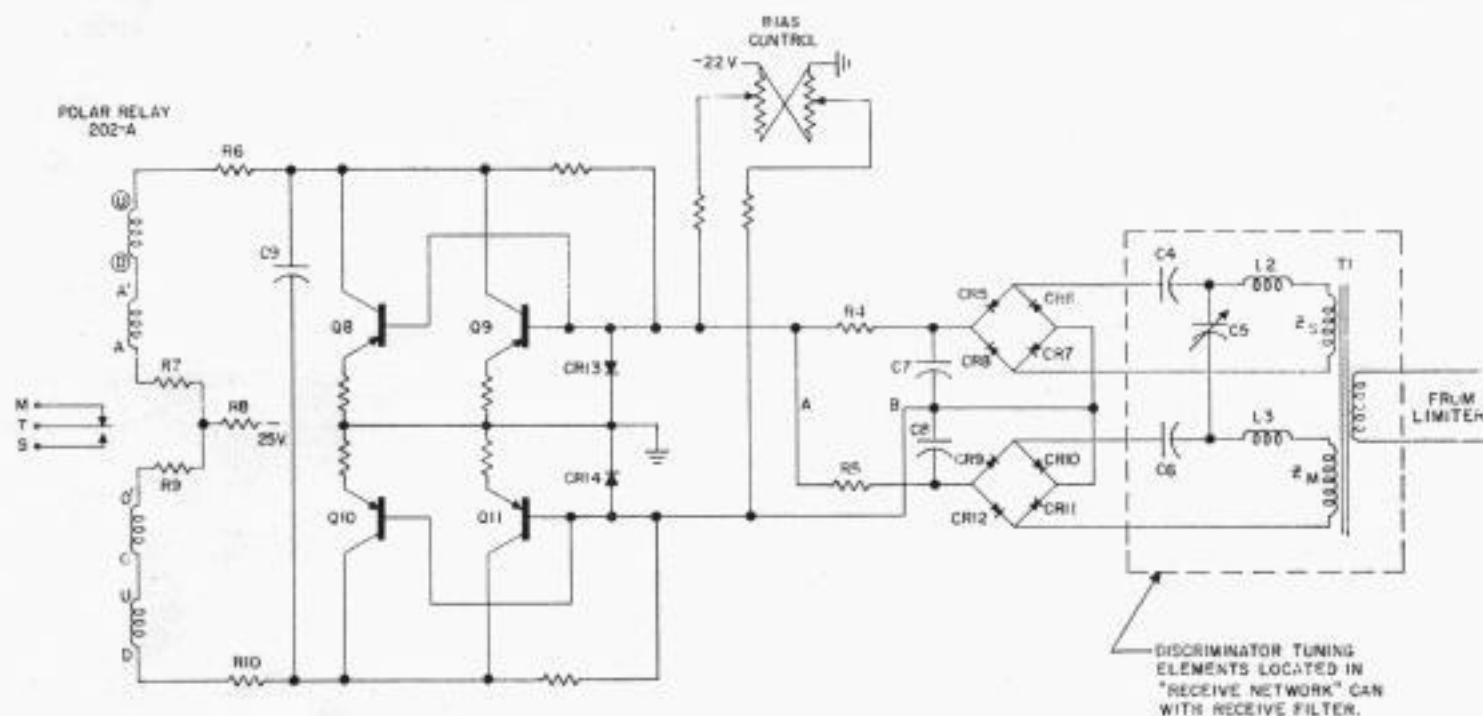 BIAS
CONTROL
-22 V
POLAR RELAY
202-A
R6
C9
A'
A
R7
M
T
S
R8
25V.
R9
C
U
D
R10
Q8
Q9
Q10
Q11
CR13
CR14
A
B
R4
C7
C8
R5
CR5
CR6
CR8
CR7
CR9
CR10
CR12
CR11
C4
L2
T1
C5
Z S
C6
L3
Z M
FROM
LIMITER
DISCRIMINATOR TUNING
ELEMENTS LOCATED IN
"RECEIVE NETWORK" CAN
WITH RECEIVE FILTER.